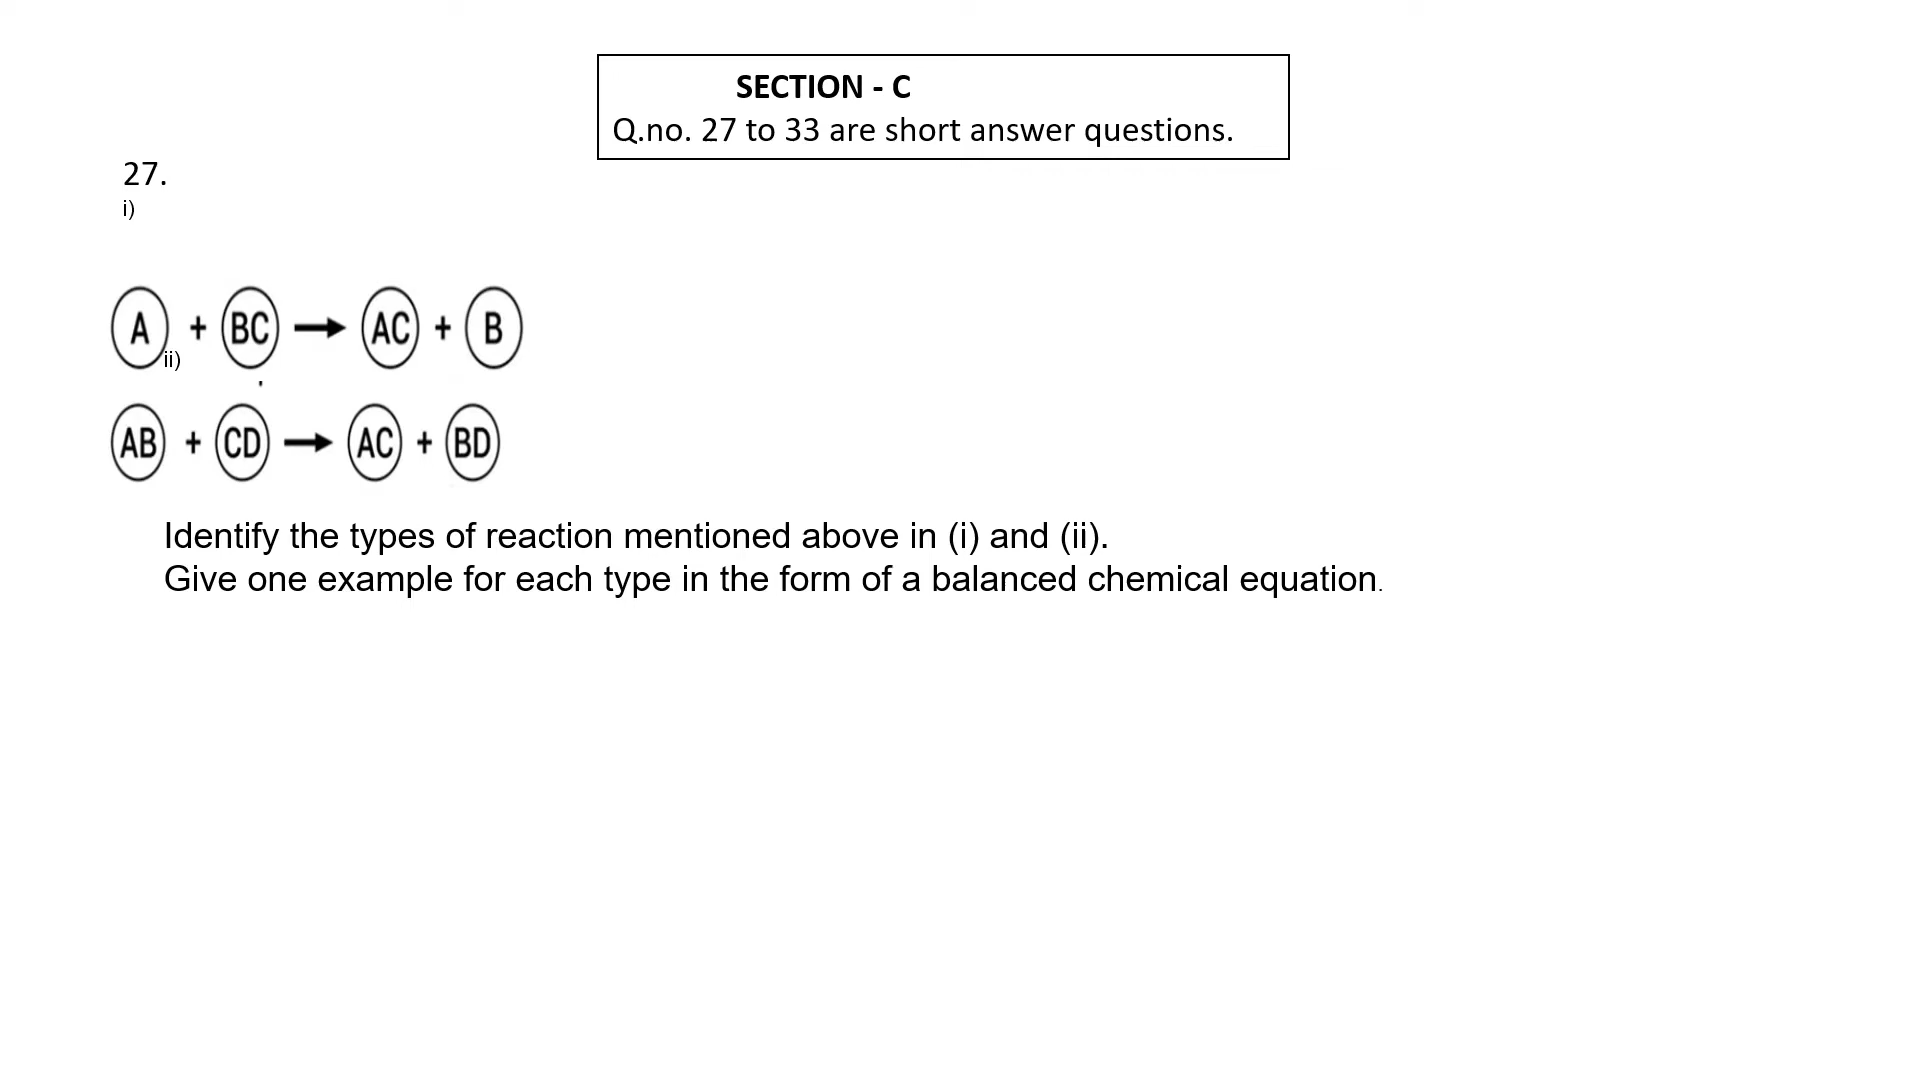 SECTION - C
Q.no. 27 to 33 are short answer questions.
27.
i)
A + BC → AC + B
ii)
AB + CD → AC + BD
Identify the types of reaction mentioned above in (i) and (ii).
Give one example for each type in the form of a balanced chemical equation.